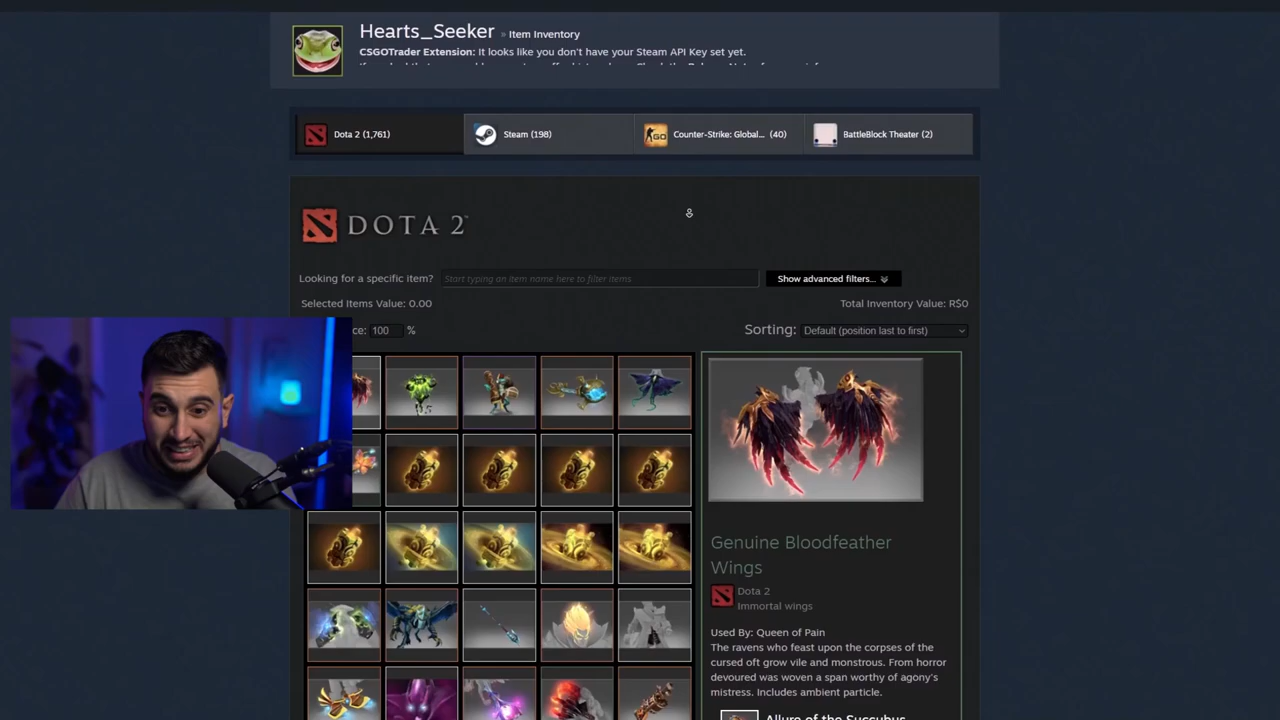 Hearts_Seeker » Item Inventory
CSGOTrader Extension: It looks like you don't have your Steam API Key set yet.
Dota 2 (1,761)
Steam (198)
Counter-Strike: Global... (40)
BattleBlock Theater (2)
DOTA 2
Looking for a specific item?
Start typing an item name here to filter items
Show advanced filters...
Selected Items Value: 0.00
Total Inventory Value: R$0
100 %
Sorting: Default (position last to first)
Genuine Bloodfeather
Wings
Dota 2
Immortal wings
Used By: Queen of Pain
The ravens who feast upon the corpses of the
cursed oft grow vile and monstrous. From horror
devoured was woven a span worthy of agony's
mistress. Includes ambient particle.
Allure of the Succubus